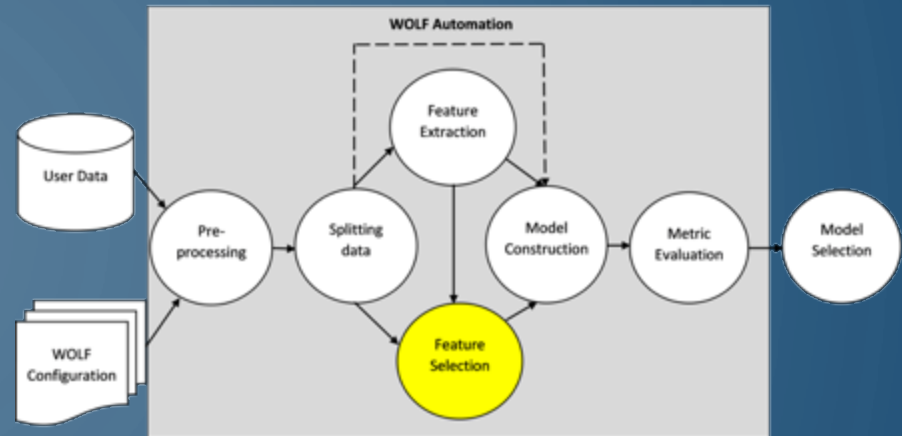 WOLF Automation
Feature
Extraction
User Data
Pre-
processing
Splitting
data
Model
Construction
Metric
Evaluation
Model
Selection
WOLF
Configuration
Feature
Selection